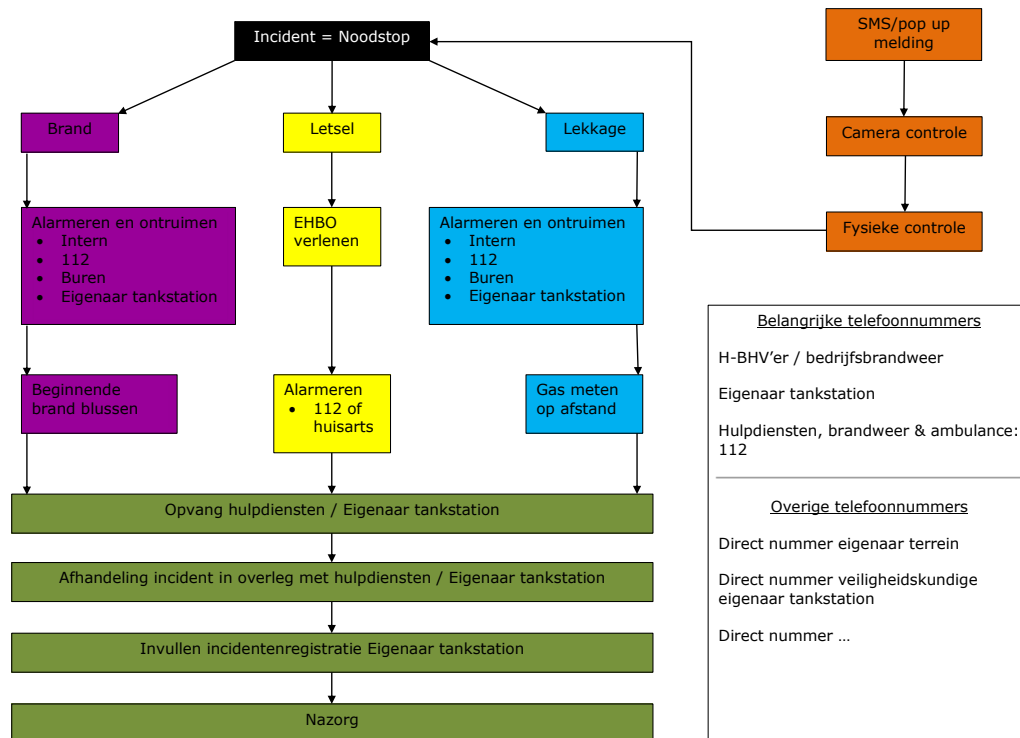 Incident = Noodstop
SMS/pop up
melding
Brand
Letsel
Lekkage
Camera controle
Alarmeren en ontruimen
• Intern
• 112
• Buren
• Eigenaar tankstation
EHBO
verlenen
Alarmeren en ontruimen
• Intern
• 112
• Buren
• Eigenaar tankstation
Fysieke controle
Beginnende
brand blussen
Alarmeren
• 112 of
huisarts
Gas meten
op afstand
Opvang hulpdiensten / Eigenaar tankstation
Afhandeling incident in overleg met hulpdiensten / Eigenaar tankstation
Invullen incidentenregistratie Eigenaar tankstation
Nazorg
Belangrijke telefoonnummers
H-BHV’er / bedrijfsbrandweer
Eigenaar tankstation
Hulpdiensten, brandweer & ambulance:
112
Overige telefoonnummers
Direct nummer eigenaar terrein
Direct nummer veiligheidskundige
eigenaar tankstation
Direct nummer …